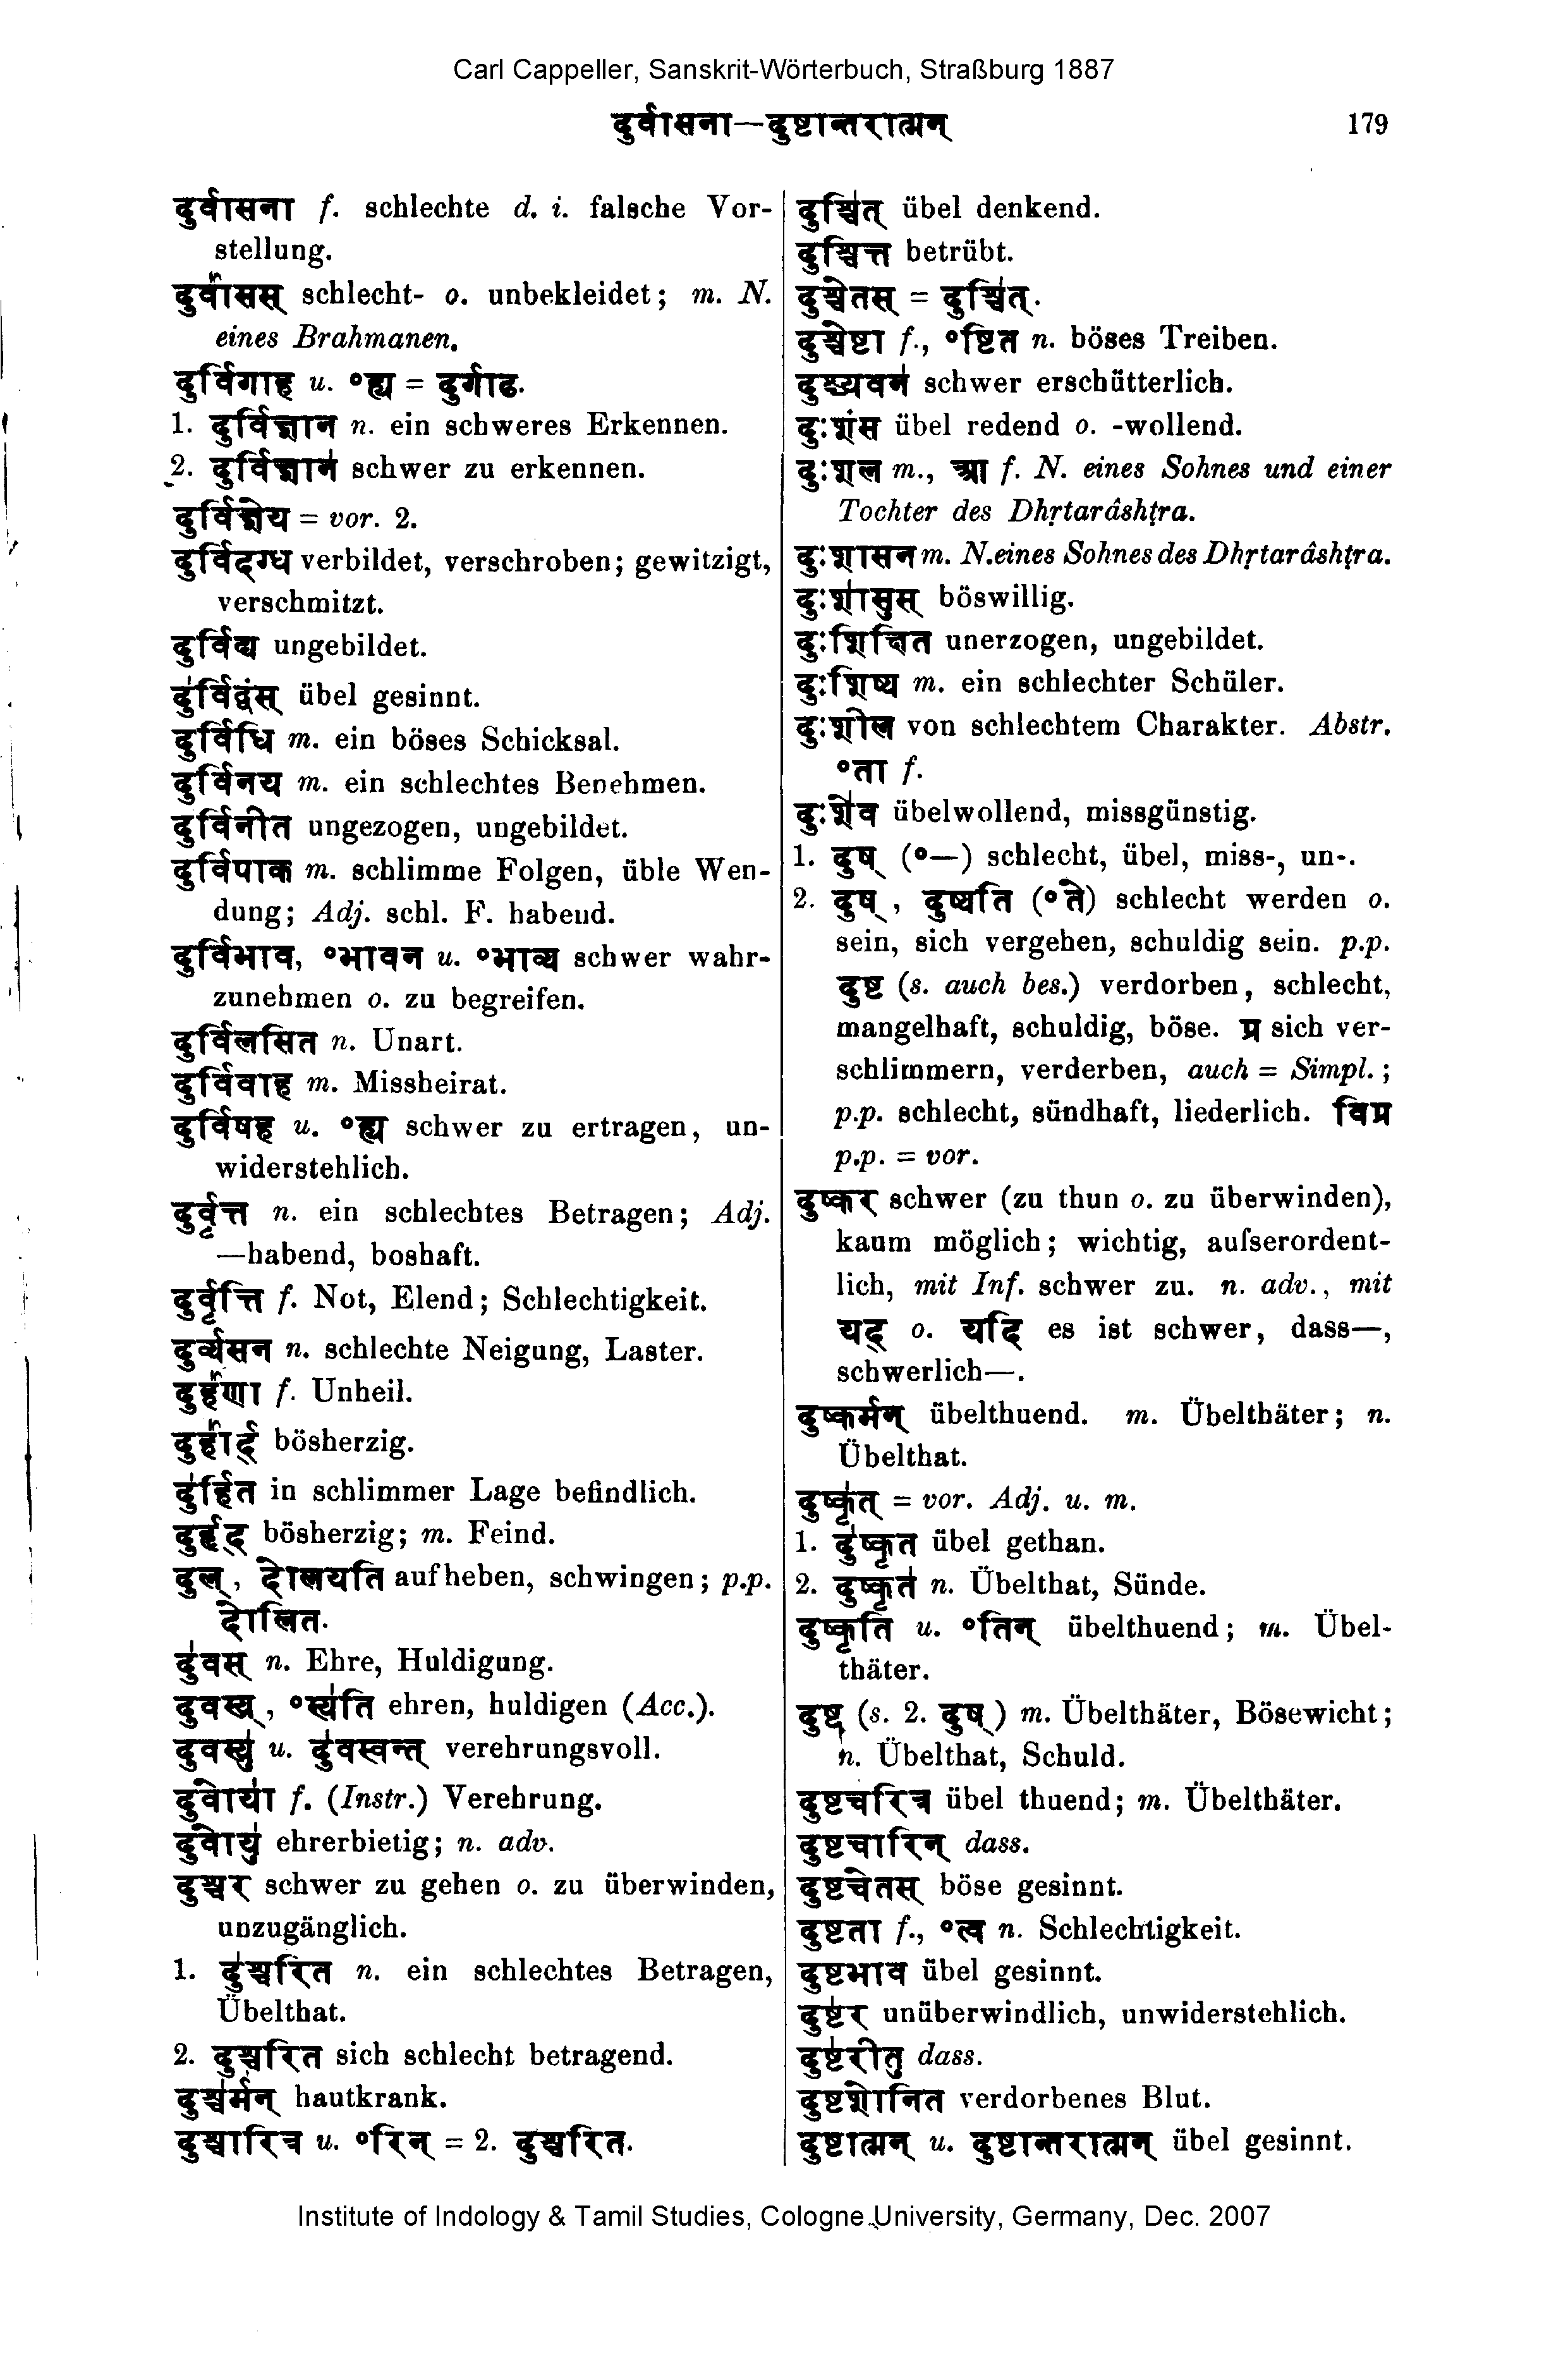 Carl Cappeller, Sanskrit-Wörterbuch, Straßburg 1887
दुर्वासना—दुष्टान्तरात्मन्
179
दुर्वासना f. schlechte d. i. falsche Vor-
stellung.
दुर्वा॑सस् schlecht- o. unbekleidet; m. N.
eines Brahmanen.
दुर्विगाह u. °ह्य = दुर्गाढ.
1. दुर्विज्ञान n. ein schweres Erkennen.
2. दुर्विज्ञान॑ schwer zu erkennen.
दुर्विज्ञेय = vor. 2.
दुर्विदग्ध verbildet, verschroben; gewitzigt,
verschmitzt.
दुर्विद्य ungebildet.
दु॑र्विद्वंस् übel gesinnt.
दुर्विधि m. ein böses Schicksal.
दुर्विनय m. ein schlechtes Benehmen.
दुर्विनीत ungezogen, ungebildet.
दुर्विपाक m. schlimme Folgen, üble Wen-
dung; Adj. schl. F. habend.
दुर्विभाव, °भावन u. °भाव्य schwer wahr-
zunehmen o. zu begreifen.
दुर्विलसित n. Unart.
दुर्विवाह m. Missheirat.
दुर्विषह u. °ह्य schwer zu ertragen, un-
widerstehlich.
दुर्वृत्त n. ein schlechtes Betragen; Adj.
—habend, boshaft.
दुर्वृत्ति f. Not, Elend; Schlechtigkeit.
दुर्व्यसन n. schlechte Neigung, Laster.
दुर्ह॑णा f. Unheil.
दुर्हा॑र्द् bösherzig.
दु॑र्हित in schlimmer Lage befindlich.
दुर्हृद् bösherzig; m. Feind.
दुल्, दोलयति aufheben, schwingen; p.p.
दोलित.
दु॑वस् n. Ehre, Huldigung.
दुवस्य्, °स्य॑ति ehren, huldigen (Acc.).
दुवस्यु॑ u. दु॑वस्वन्त् verehrungsvoll.
दुवोया॑ f. (Instr.) Verehrung.
दुवोयु॑ ehrerbietig; n. adv.
दुश्चर schwer zu gehen o. zu überwinden,
unzugänglich.
1. दु॑श्चरित n. ein schlechtes Betragen,
Übelthat.
2. दुश्चरित sich schlecht betragend.
दुश्च॑र्मन् hautkrank.
दुश्चारित्र u. °रिन् = 2. दुश्चरित.
दुश्चि॑त् übel denkend.
दुश्चित्त betrübt.
दुश्चेतस् = दुश्चि॑त्.
दुश्चेष्टा f., °ष्टित n. böses Treiben.
दुश्च्यवन॑ schwer erschütterlich.
दुःशं॑स übel redend o. -wollend.
दुःशल m., आ f. N. eines Sohnes und einer
Tochter des Dhṛtarâshṭra.
दुःशासन m. N. eines Sohnes des Dhṛtarâshṭra.
दुःशा॑सुस् böswillig.
दुःशिक्षित unerzogen, ungebildet.
दुःशिष्य m. ein schlechter Schüler.
दुःशील von schlechtem Charakter. Abstr.
°ता f.
दुःशे॑व übelwollend, missgünstig.
1. दुष् (°—) schlecht, übel, miss-, un-.
2. दुष्, दुष्यति (°ते) schlecht werden o.
sein, sich vergehen, schuldig sein. p.p.
दुष्ट (s. auch bes.) verdorben, schlecht,
mangelhaft, schuldig, böse. प्र sich ver-
schlimmern, verderben, auch = Simpl.;
p.p. schlecht, sündhaft, liederlich. विप्र
p.p. = vor.
दुष्कर schwer (zu thun o. zu überwinden),
kaum möglich; wichtig, aufserordent-
lich, mit Inf. schwer zu. n. adv., mit
यद् o. यदि es ist schwer, dass—,
schwerlich—.
दुष्कर्मन् übelthuend. m. Übelthäter; n.
Übelthat.
दुष्कृ॑त् = vor. Adj. u. m.
1. दु॑ष्कृत übel gethan.
2. दुष्कृत॑ n. Übelthat, Sünde.
दुष्कृति u. °तिन् übelthuend; m. Übel-
thäter.
दुष्ट (s. 2. दुष्) m. Übelthäter, Bösewicht;
n. Übelthat, Schuld.
दुष्टचरित्र übel thuend; m. Übelthäter.
दुष्टचारिन् dass.
दुष्टचेतस् böse gesinnt.
दुष्टता f., °त्व n. Schlechtigkeit.
दुष्टभाव übel gesinnt.
दुष्ट॑र unüberwindlich, unwiderstehlich.
दुष्ट॑रीतु dass.
दुष्टशोनित verdorbenes Blut.
दुष्टात्मन् u. दुष्टान्तरात्मन् übel gesinnt.
Institute of Indology & Tamil Studies, Cologne University, Germany, Dec. 2007